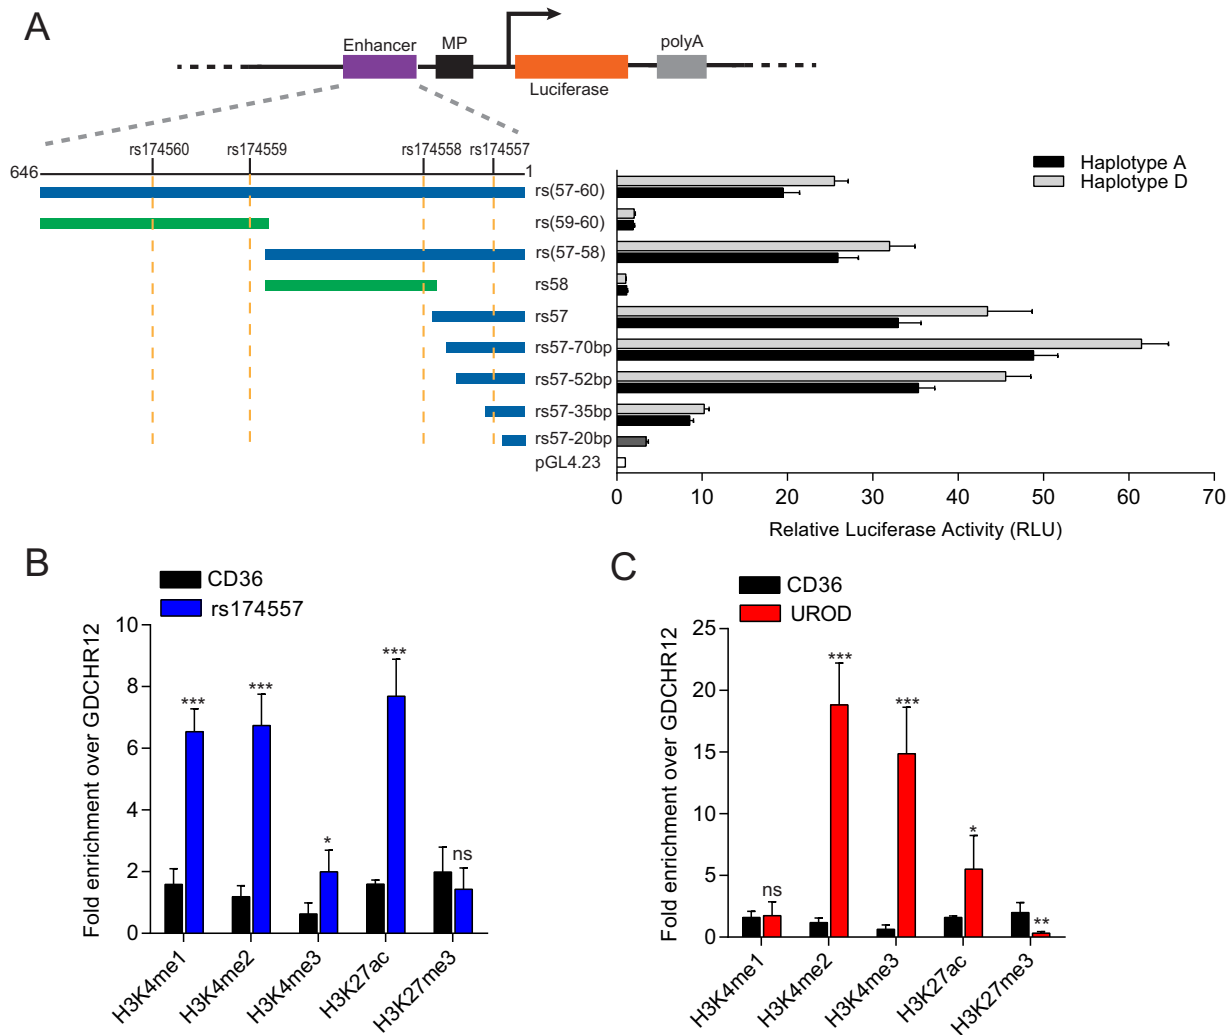 A
Enhancer
MP
polyA
Luciferase
rs174560
rs174559
rs174558
rs174557
646
1
Haplotype A
Haplotype D
rs(57-60)
rs(59-60)
rs(57-58)
rs58
rs57
rs57-70bp
rs57-52bp
rs57-35bp
rs57-20bp
pGL4.23
0 10 20 30 40 50 60 70
Relative Luciferase Activity (RLU)
B
CD36
rs174557
Fold enrichment over GDCHR12
10
8
6
4
2
0
***
***
*
***
ns
H3K4me1
H3K4me2
H3K4me3
H3K27ac
H3K27me3
C
CD36
UROD
Fold enrichment over GDCHR12
25
20
15
10
5
0
ns
***
***
*
**
H3K4me1
H3K4me2
H3K4me3
H3K27ac
H3K27me3